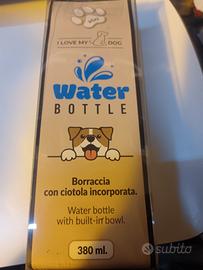 I LOVE MY DOG
Water
BOTTLE
Borraccia
con ciotola incorporata.
Water bottle
with built-in bowl.
380 ml.
subito